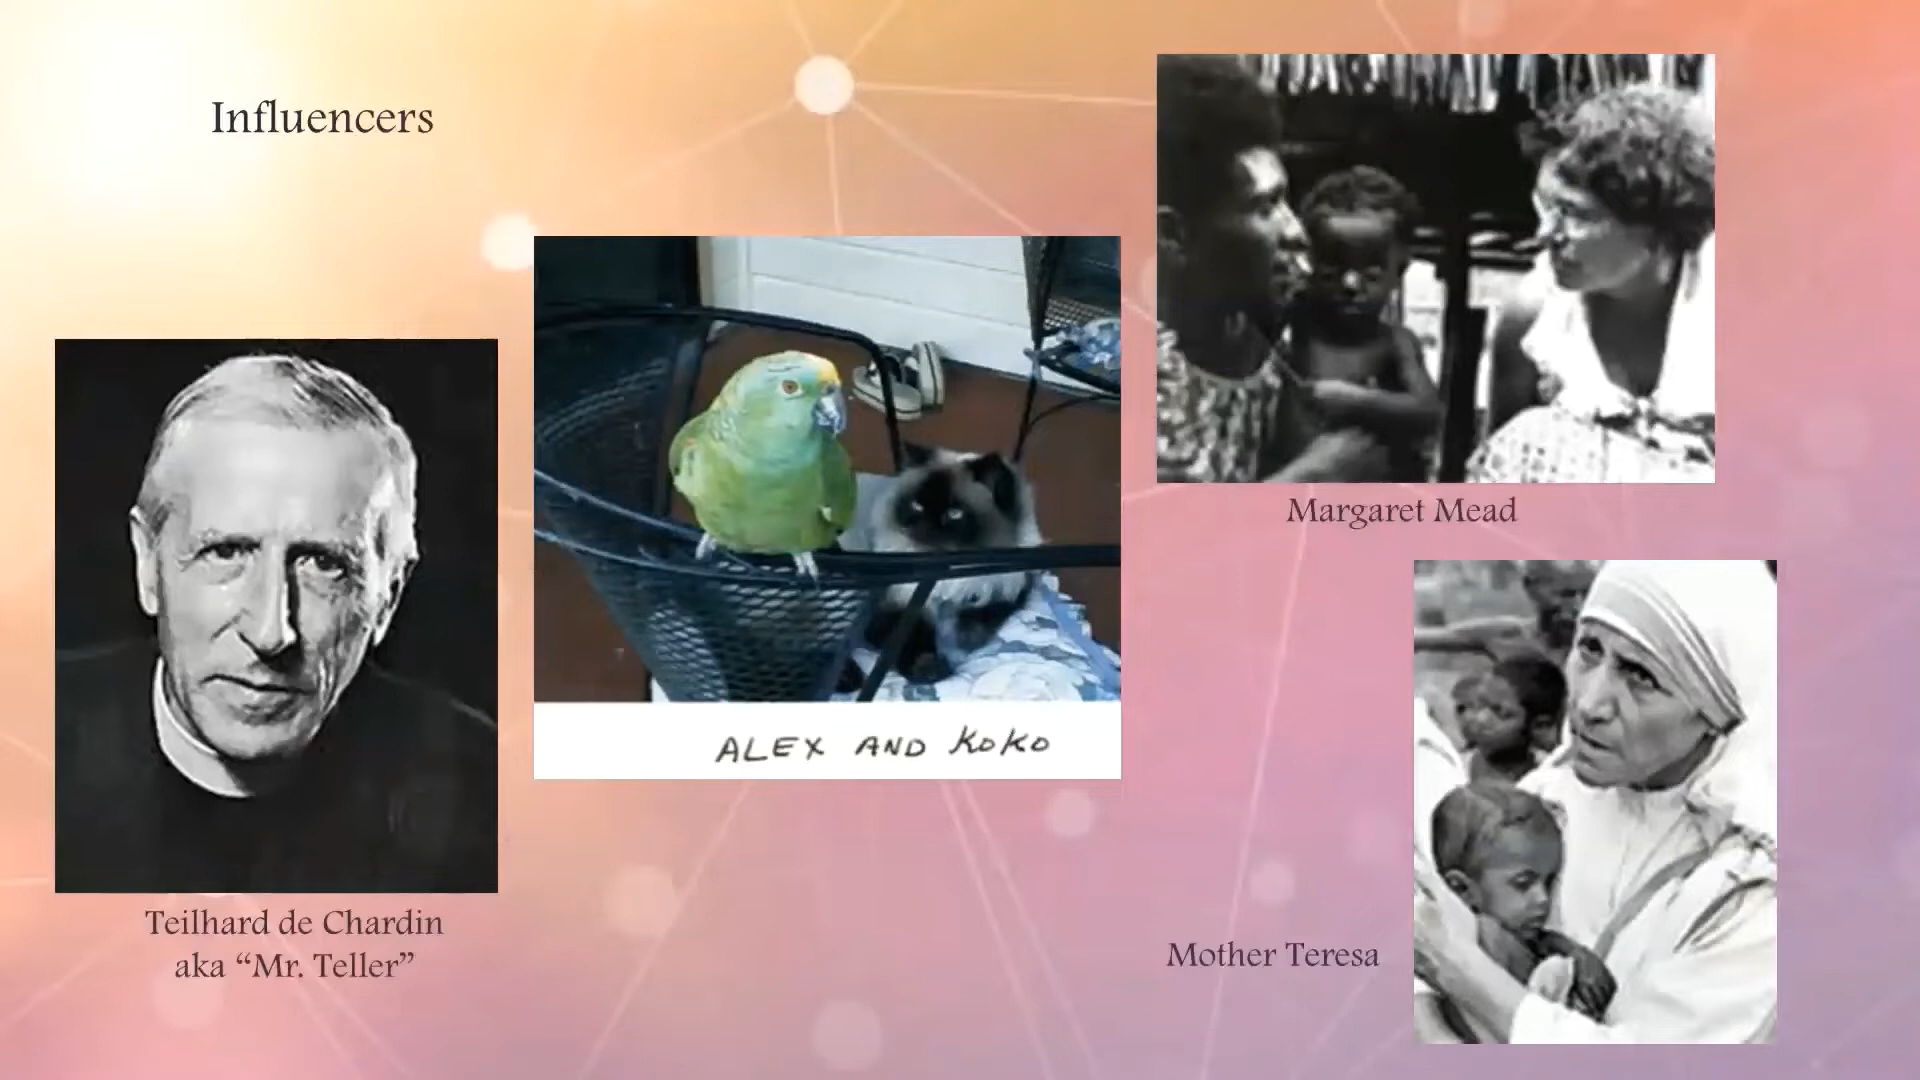 Influencers
Teilhard de Chardin
aka “Mr. Teller”
ALEX AND KOKO
Margaret Mead
Mother Teresa